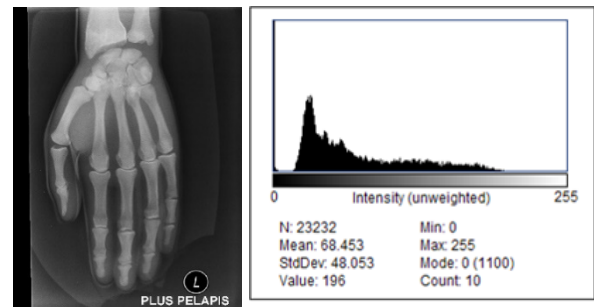 L
PLUS PELAPIS
0
Intensity (unweighted)
255
N: 23232
Min: 0
Mean: 68.453
Max: 255
StdDev: 48.053
Mode: 0 (1100)
Value: 196
Count: 10